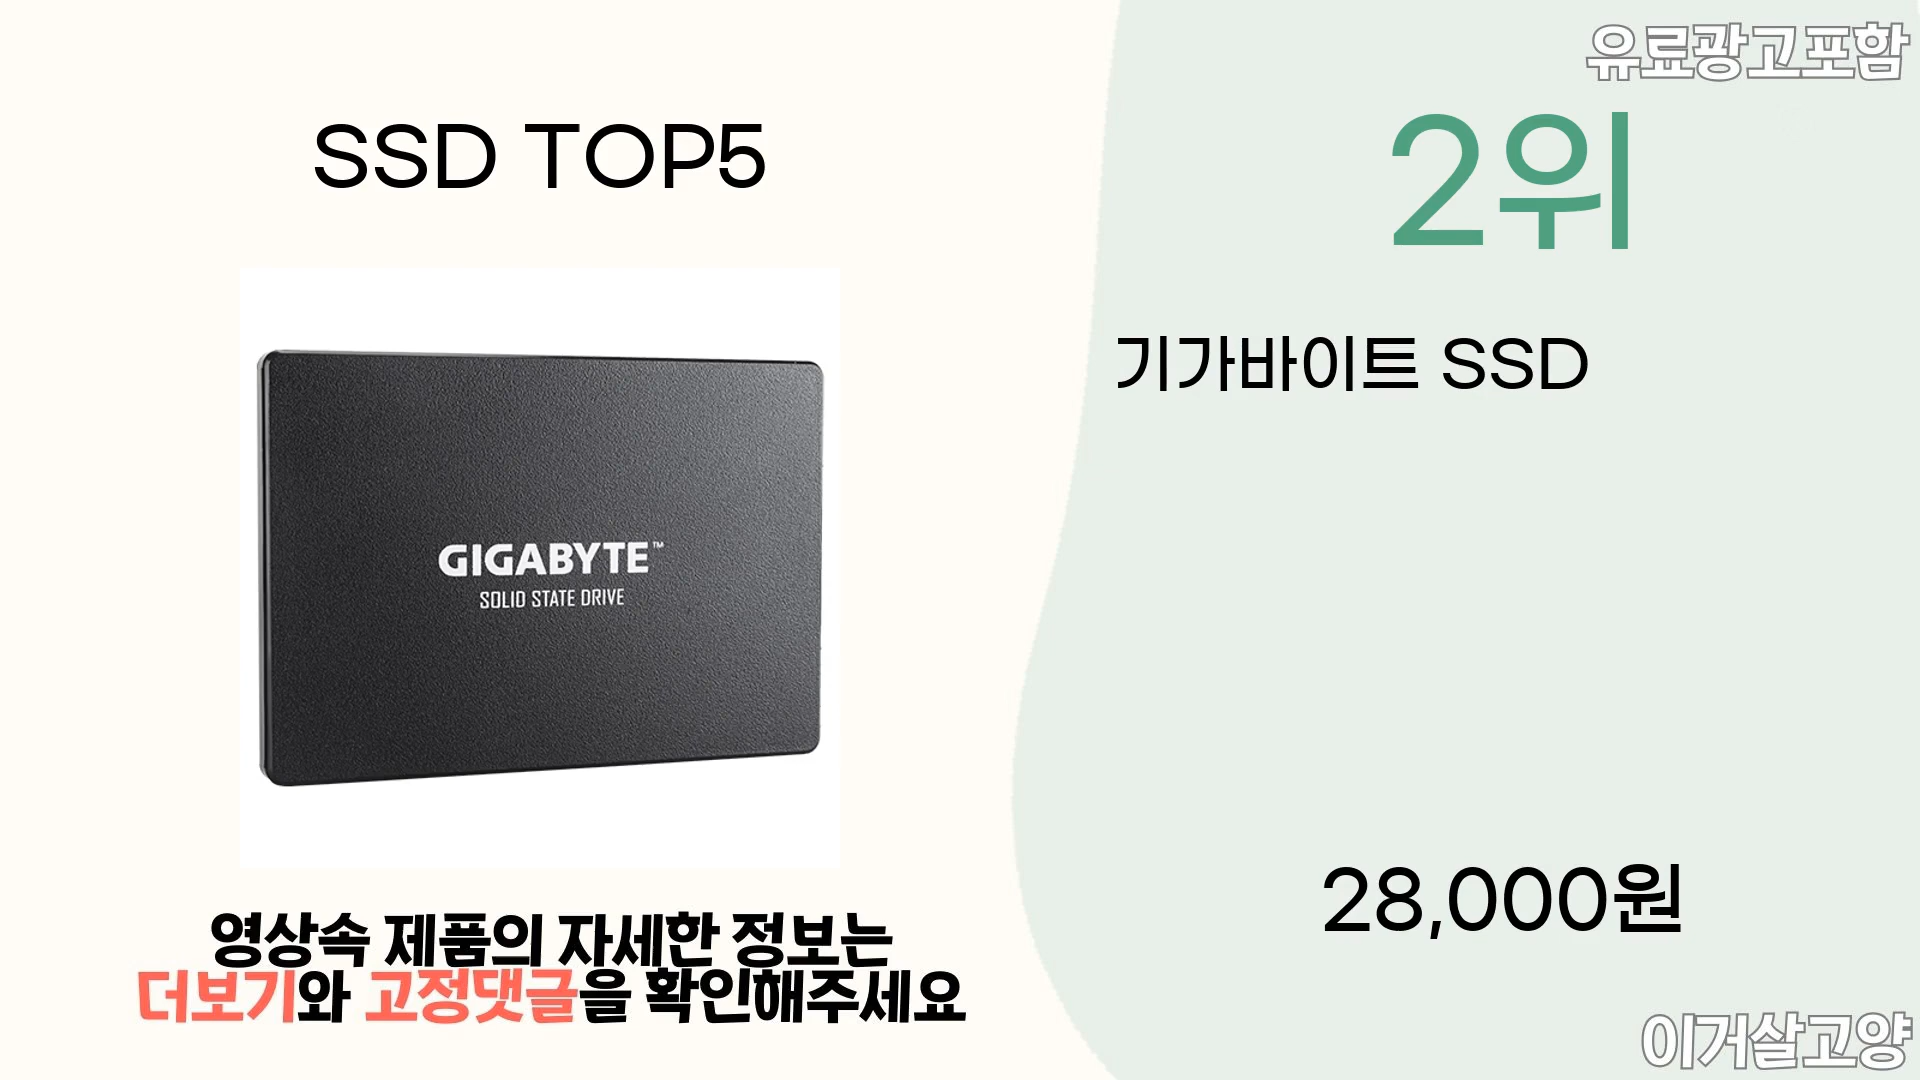 유료광고포함
SSD TOP5
2위
기가바이트 SSD
GIGABYTE™
SOLID STATE DRIVE
28,000원
영상속 제품의 자세한 정보는
더보기와 고정댓글을 확인해주세요
이거살고양